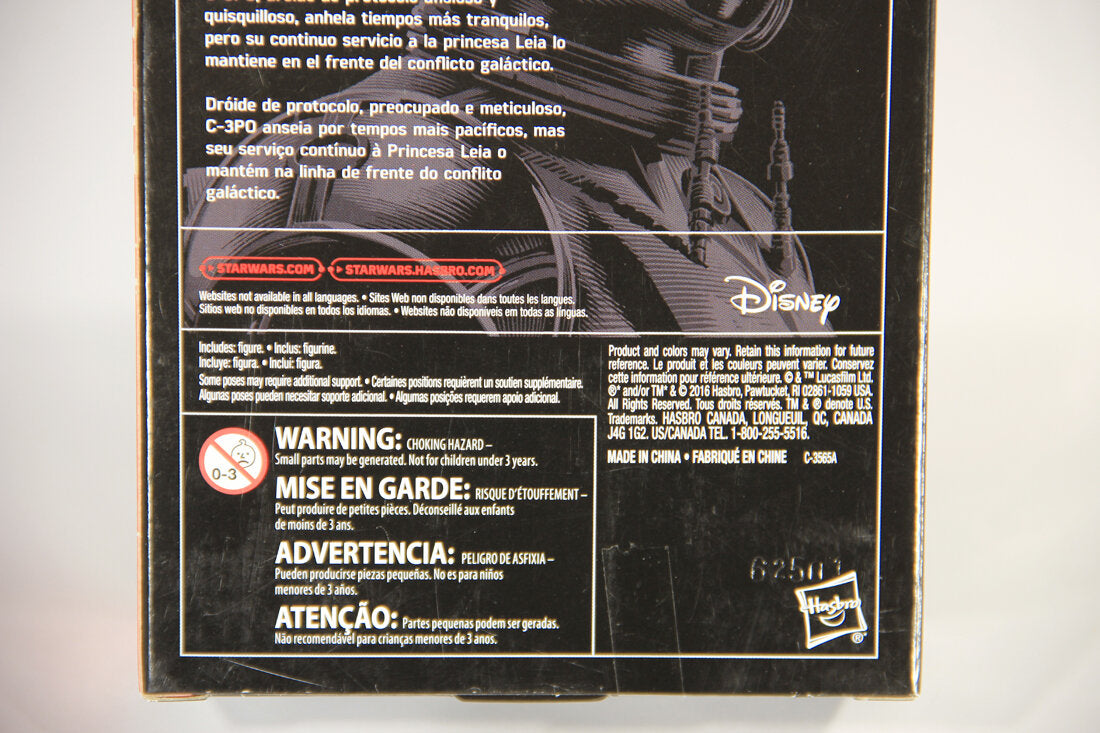 quisquilloso, anhela tiempos más tranquilos,
pero su continuo servicio a la princesa Leia lo
mantiene en el frente del conflicto galáctico.
Dróide de protocolo, preocupado e meticuloso,
C-3PO anseia por tempos mais pacíficos, mas
seu serviço contínuo à Princesa Leia o
mantém na linha de frente do conflito
galáctico.
STARWARS.COM STARWARS.HASBRO.COM
Websites not available in all languages. • Sites Web non disponibles dans toutes les langues.
Sitios web no disponibles en todos los idiomas. • Websites não disponíveis em todas as línguas.
Disney
Includes: figure. • Inclus: figurine.
Incluye: figura. • Inclui: figura.
Some poses may require additional support. • Certaines positions requièrent un soutien supplémentaire.
Algunas poses pueden necesitar soporte adicional. • Algumas posições requerem apoio adicional.
Product and colors may vary. Retain this information for future
reference. Le produit et les couleurs peuvent varier. Conservez
cette information pour référence ultérieure. © & ™ Lucasfilm Ltd.
®* and/or TM* & © 2016 Hasbro, Pawtucket, RI 02861-1059 USA.
All Rights Reserved. Tous droits réservés. TM & ® denote U.S.
Trademarks. HASBRO CANADA, LONGUEUIL, QC, CANADA
J4G 1G2. US/CANADA TEL. 1-800-255-5516.
MADE IN CHINA • FABRIQUÉ EN CHINE C-3565A
0-3
WARNING: CHOKING HAZARD –
Small parts may be generated. Not for children under 3 years.
MISE EN GARDE: RISQUE D'ÉTOUFFEMENT –
Peut produire de petites pièces. Déconseillé aux enfants
de moins de 3 ans.
ADVERTENCIA: PELIGRO DE ASFIXIA –
Pueden producirse piezas pequeñas. No es para niños
menores de 3 años.
ATENÇÃO: Partes pequenas podem ser geradas.
Não recomendável para crianças menores de 3 anos.
Hasbro
®*